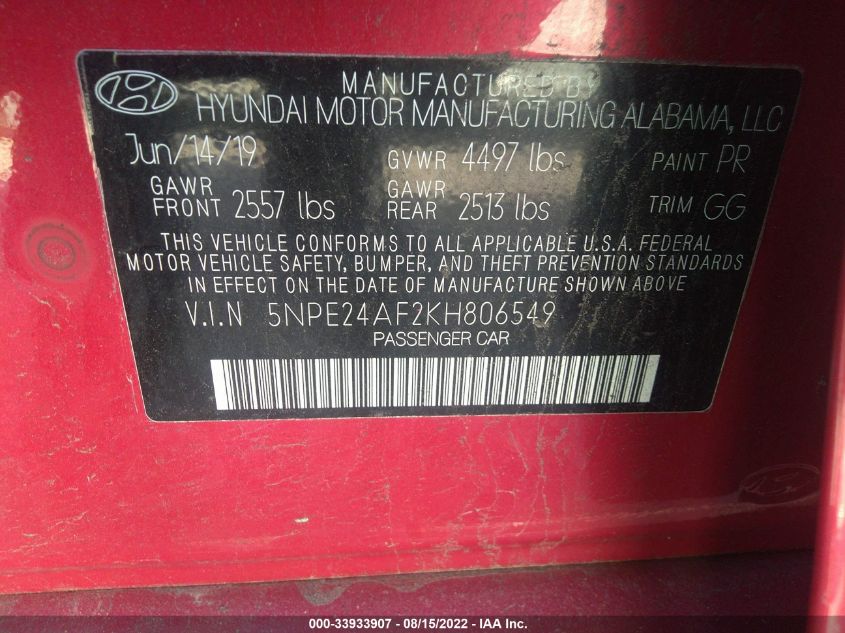 MANUFACTURED BY
HYUNDAI MOTOR MANUFACTURING ALABAMA, LLC
Jun/14/19 GVWR 4497 lbs PAINT PR
GAWR FRONT 2557 lbs GAWR REAR 2513 lbs TRIM GG
THIS VEHICLE CONFORMS TO ALL APPLICABLE U.S.A. FEDERAL
MOTOR VEHICLE SAFETY, BUMPER, AND THEFT PREVENTION STANDARDS
IN EFFECT ON THE DATE OF MANUFACTURE SHOWN ABOVE
V.I.N 5NPE24AF2KH806549
PASSENGER CAR
000-33933907 - 08/15/2022 - IAA Inc.